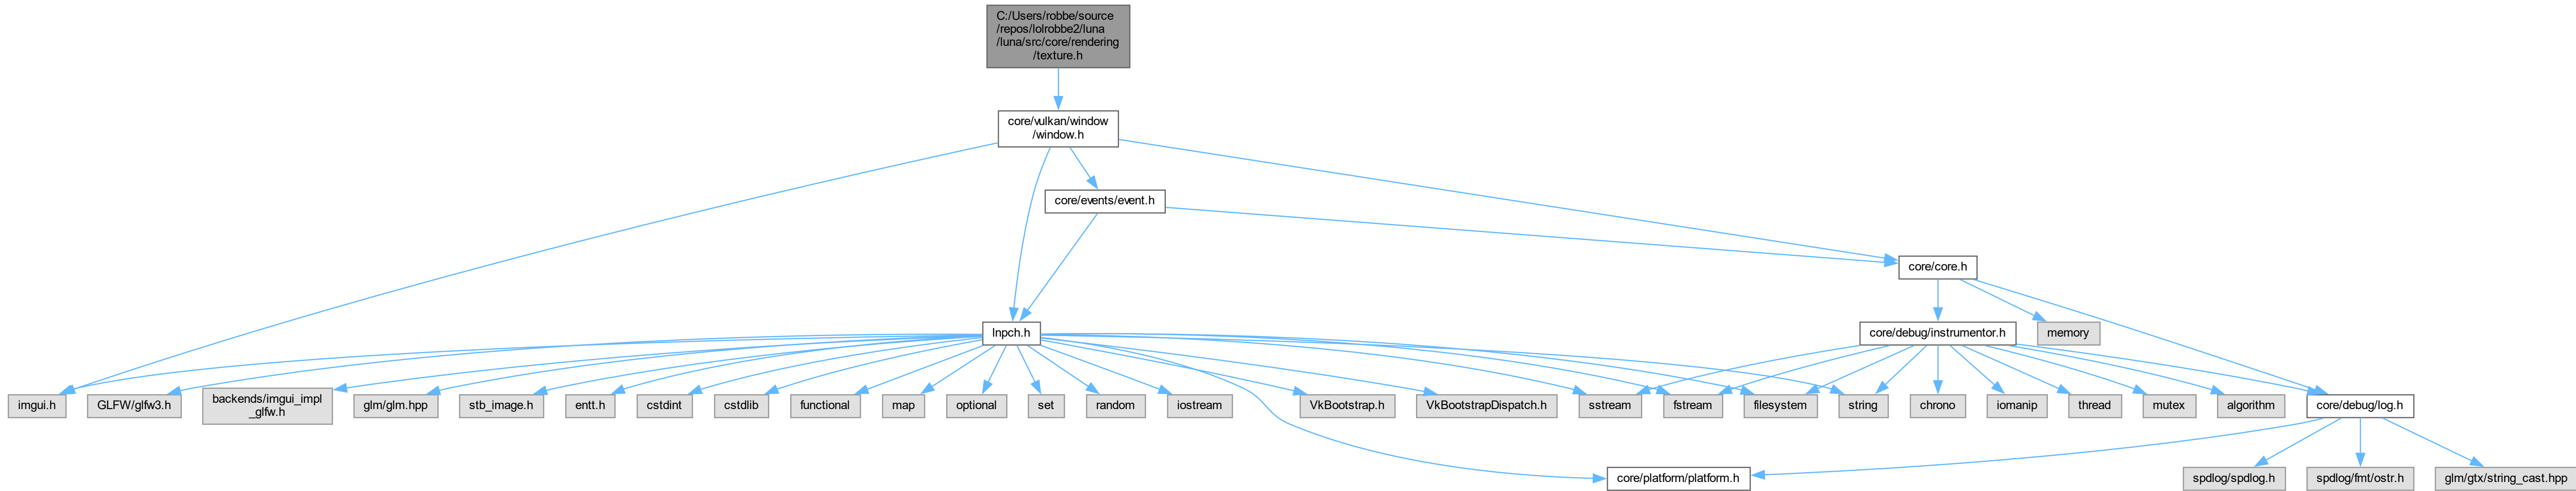 C:/Users/robbe/source
/repos/lolrobbe2/luna
/luna/src/core/rendering
/texture.h
core/vulkan/window
/window.h
core/events/event.h
core/core.h
lnpch.h
core/debug/instrumentor.h
memory
imgui.h
GLFW/glfw3.h
backends/imgui_impl
_glfw.h
glm/glm.hpp
stb_image.h
entt.h
cstdint
cstdlib
functional
map
optional
set
random
iostream
VkBootstrap.h
VkBootstrapDispatch.h
sstream
fstream
filesystem
string
chrono
iomanip
thread
mutex
algorithm
core/debug/log.h
core/platform/platform.h
spdlog/spdlog.h
spdlog/fmt/ostr.h
glm/gtx/string_cast.hpp